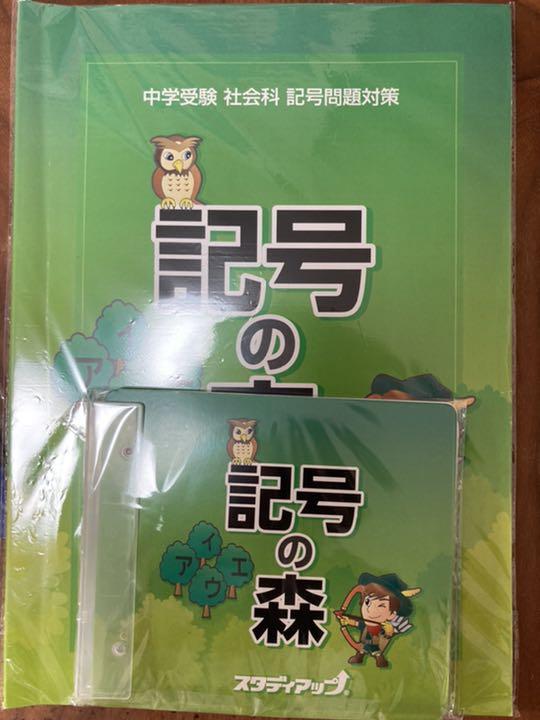 中学受験 社会科 記号問題対策
記号
の
イ
ア
記号
の
森
イ
エ
ア
ウ
スタディアップ